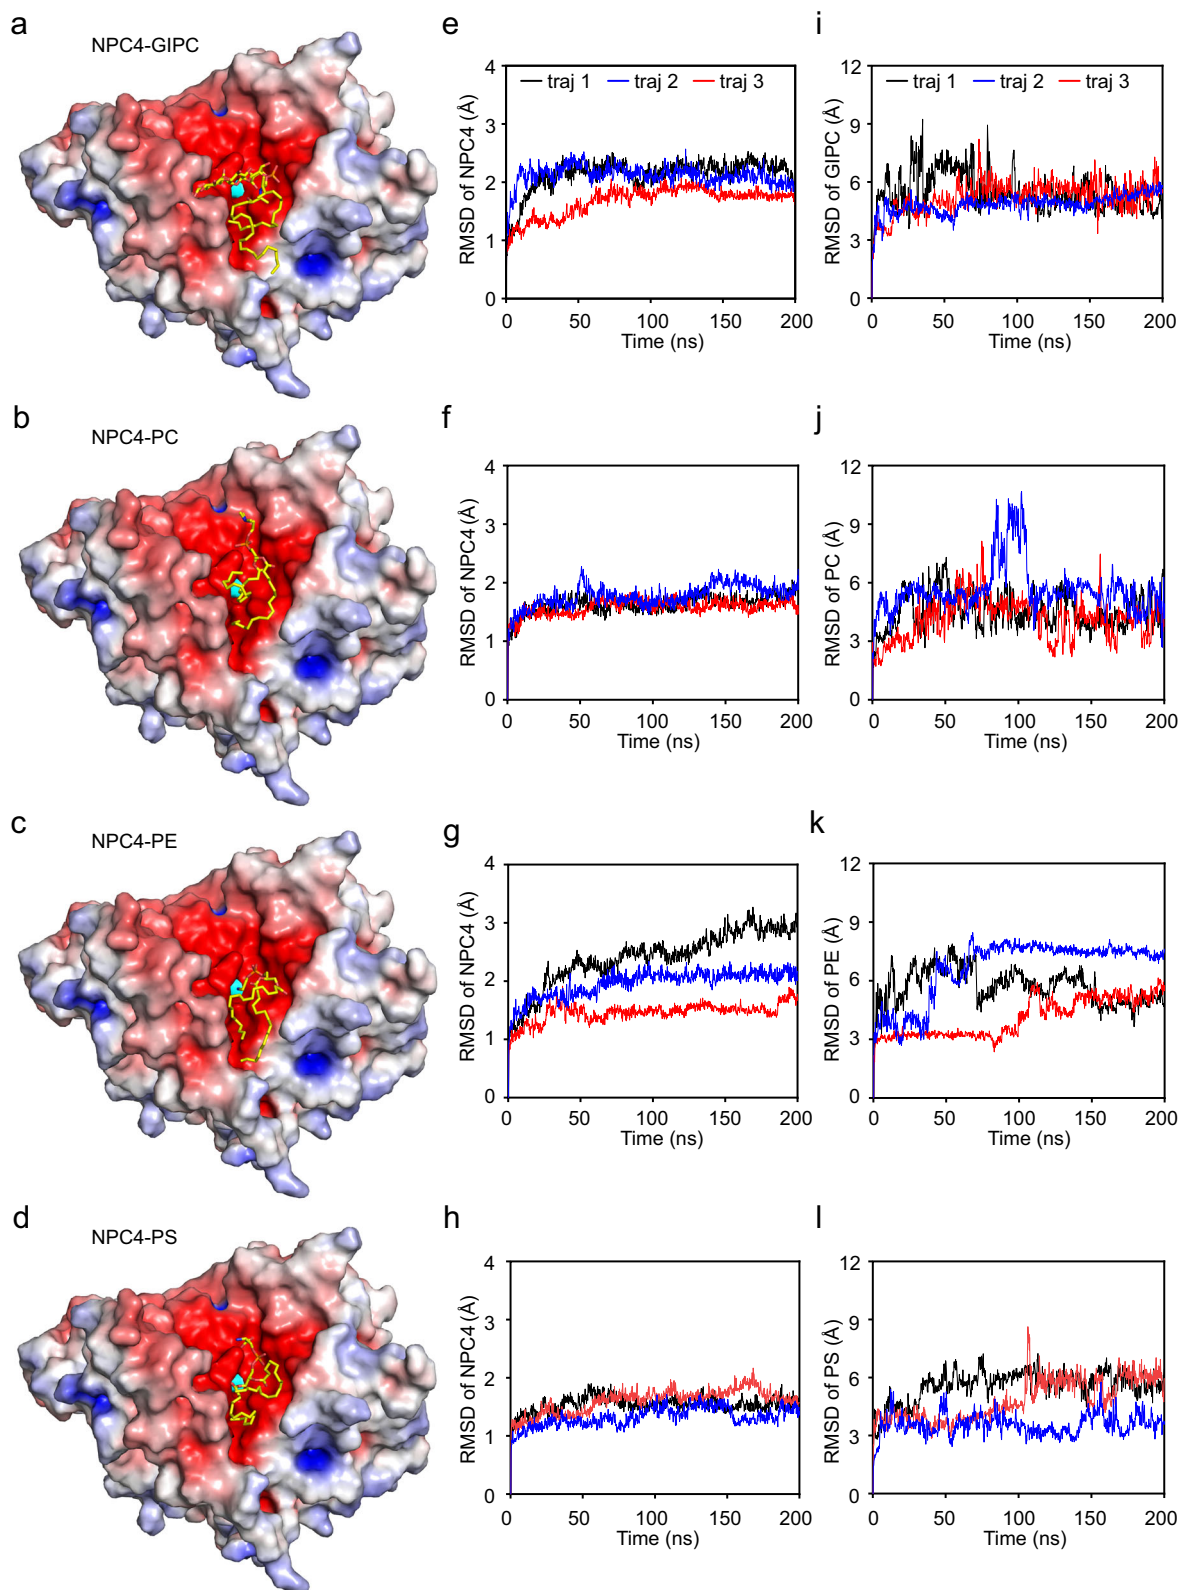 a
NPC4-GIPC
e
RMSD of NPC4 (Å)
4
3
2
1
0
traj 1 traj 2 traj 3
0 50 100 150 200
Time (ns)
i
RMSD of GIPC (Å)
12
9
6
3
0
traj 1 traj 2 traj 3
0 50 100 150 200
Time (ns)
b
NPC4-PC
f
RMSD of NPC4 (Å)
4
3
2
1
0
0 50 100 150 200
Time (ns)
j
RMSD of PC (Å)
12
9
6
3
0
0 50 100 150 200
Time (ns)
c
NPC4-PE
g
RMSD of NPC4 (Å)
4
3
2
1
0
0 50 100 150 200
Time (ns)
k
RMSD of PE (Å)
12
9
6
3
0
0 50 100 150 200
Time (ns)
d
NPC4-PS
h
RMSD of NPC4 (Å)
4
3
2
1
0
0 50 100 150 200
Time (ns)
l
RMSD of PS (Å)
12
9
6
3
0
0 50 100 150 200
Time (ns)